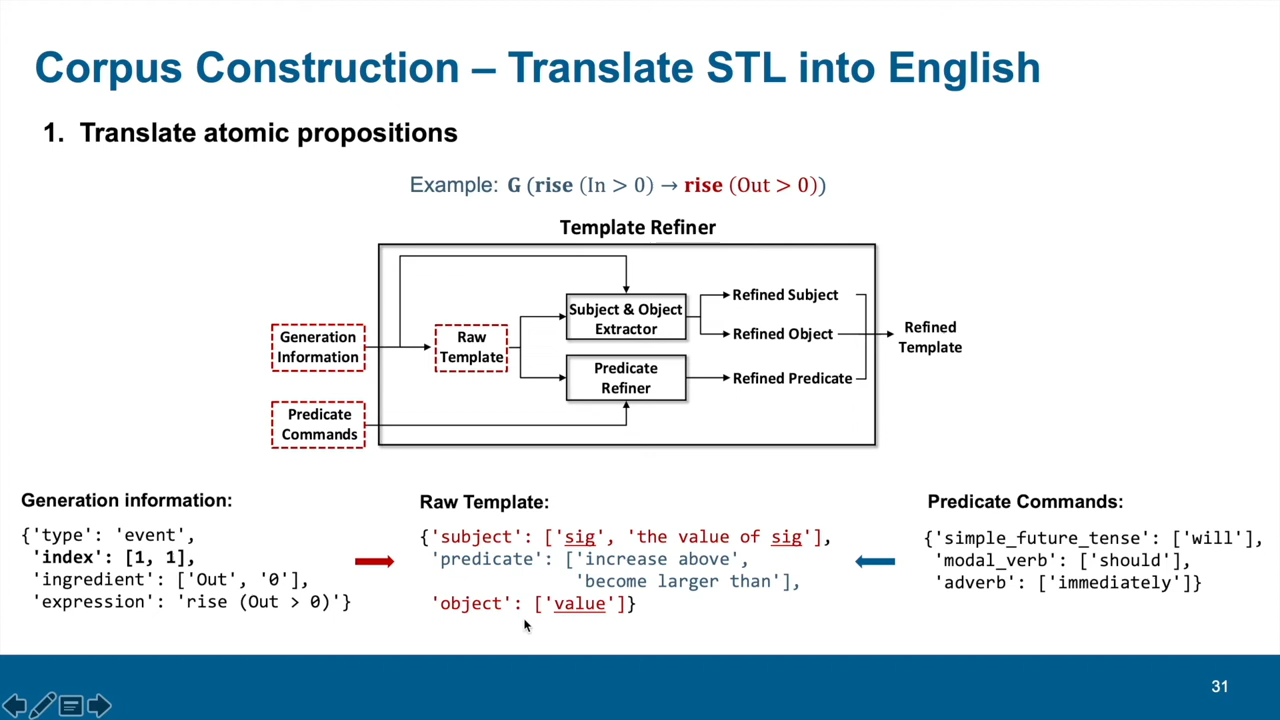 Corpus Construction – Translate STL into English
1. Translate atomic propositions
Example: G (rise (In > 0) → rise (Out > 0))
Template Refiner
Generation
Information
Predicate
Commands
Raw
Template
Subject & Object
Extractor
Predicate
Refiner
Refined Subject
Refined Object
Refined Predicate
Refined
Template
Generation information:
{'type': 'event',
'index': [1, 1],
'ingredient': ['Out', '0'],
'expression': 'rise (Out > 0)'}
Raw Template:
{'subject': ['sig', 'the value of sig'],
'predicate': ['increase above',
'become larger than'],
'object': ['value']}
Predicate Commands:
{'simple_future_tense': ['will'],
'modal_verb': ['should'],
'adverb': ['immediately']}
31